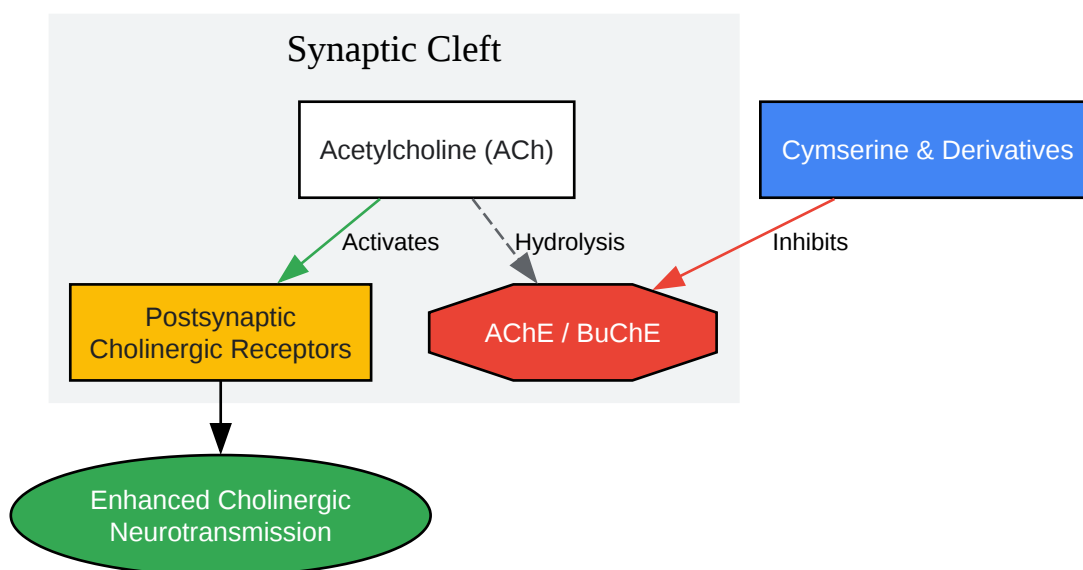 Synaptic Cleft
Acetylcholine (ACh)
Cymserine & Derivatives
Activates
Hydrolysis
Inhibits
Postsynaptic
Cholinergic Receptors
AChE / BuChE
Enhanced Cholinergic
Neurotransmission